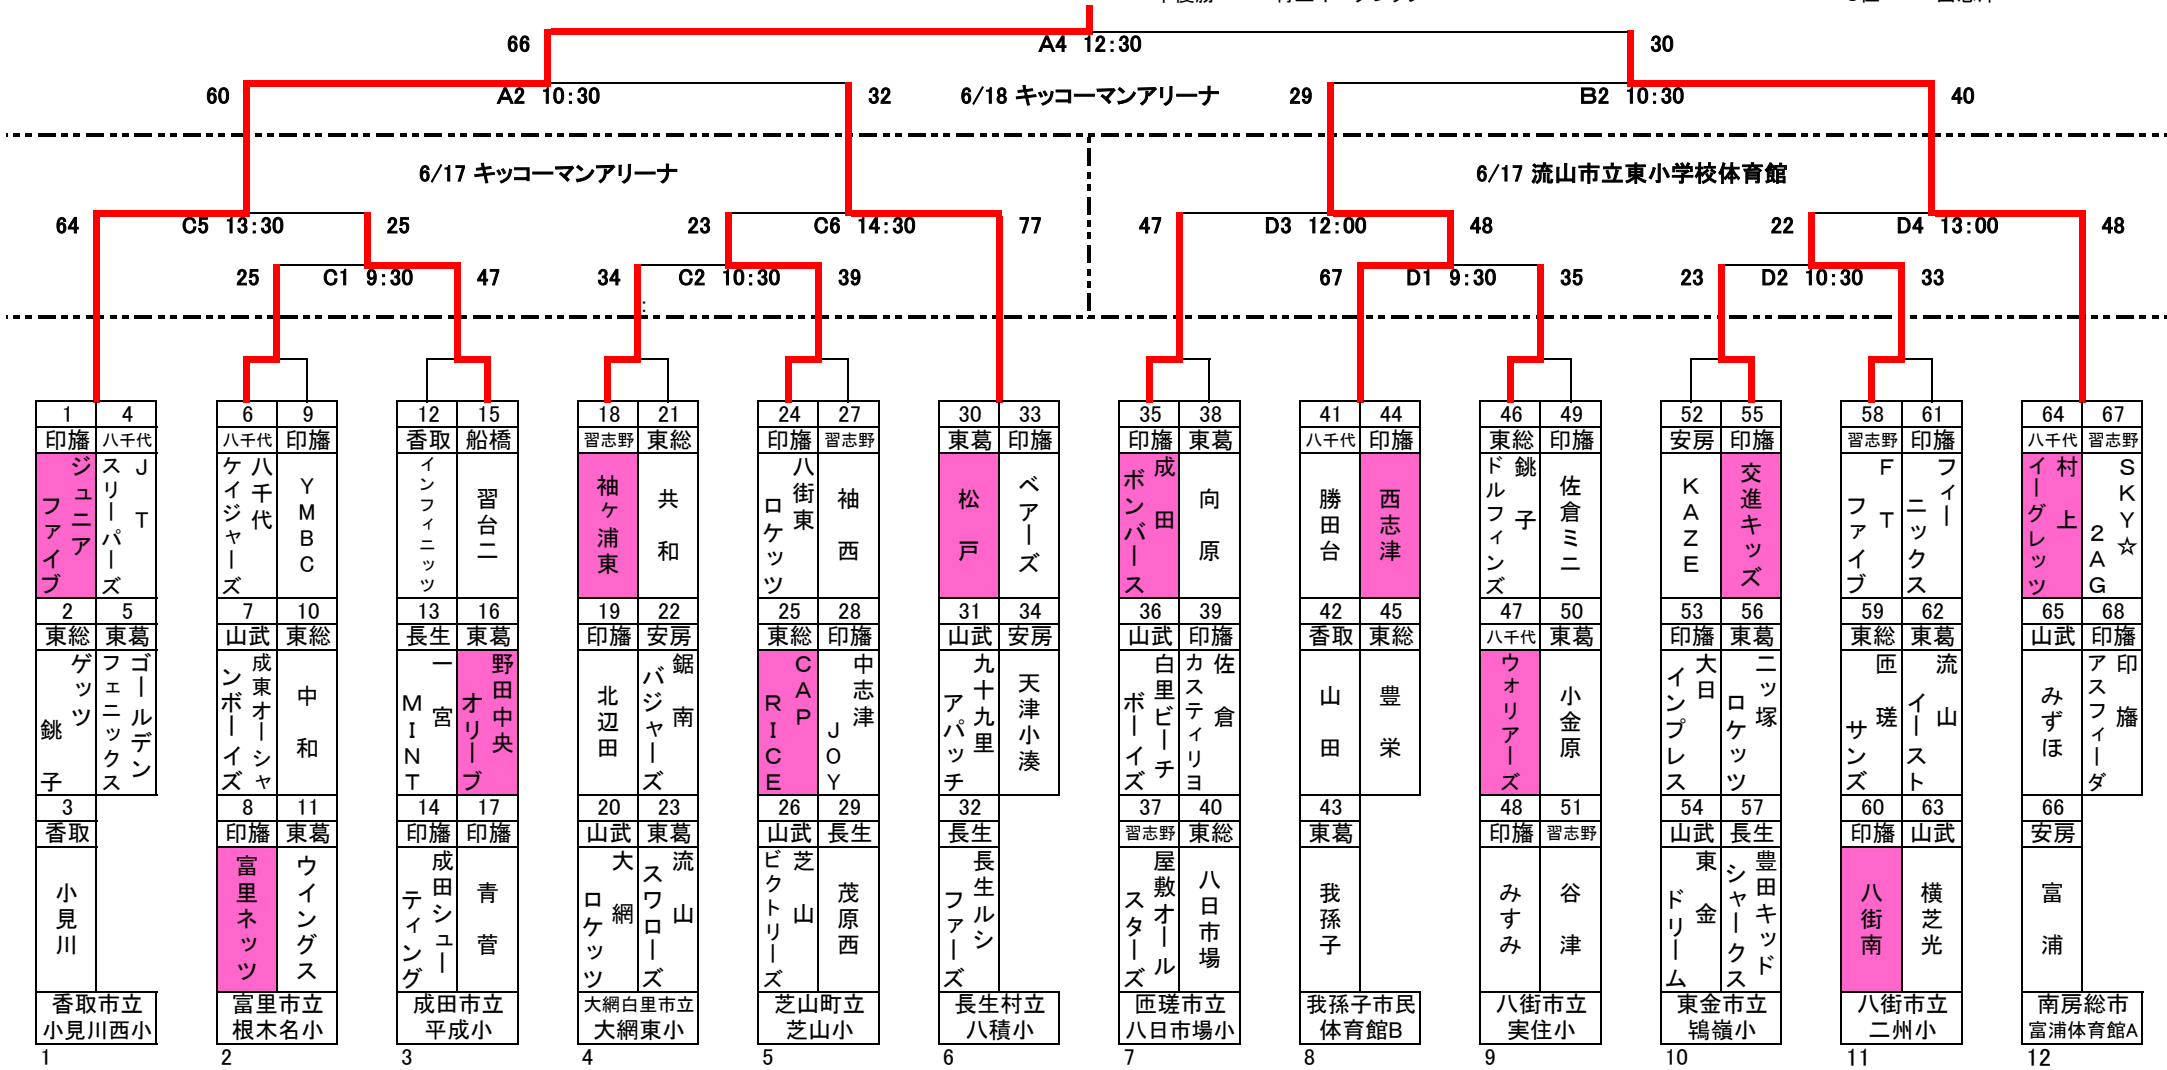 66 A4 12:30 30
60 A2 10:30 32 6/18 キッコーマンアリーナ 29 B2 10:30 40
6/17 キッコーマンアリーナ 6/17 流山市立東小学校体育館
64 C5 13:30 25 23 C6 14:30 77 47 D3 12:00 48 22 D4 13:00 48
25 C1 9:30 47 34 C2 10:30 39 67 D1 9:30 35 23 D2 10:30 33
:
1 4 6 9 12 15 18 21 24 27 30 33 35 38 41 44 46 49 52 55 58 61 64 67
印旛 八千代 八千代 印旛 香取 船橋 習志野 東総 印旛 習志野 東葛 印旛 印旛 東葛 八千代 印旛 東総 印旛 安房 印旛 習志野 印旛 八千代 習志野
ジュニア
ファイブ
JT
スリーパーズ
八千代
ケイジャーズ
YMBC
インフィニッツ
習台二
袖ヶ浦東
共和
八街東
ロケッツ
袖西
松戸
ベアーズ
成田
ボンバース
向原
勝田台
西志津
銚子
ドルフィンズ
佐倉ミニ
KAZE
交進キッズ
FT
ファイブ
フィー
ニックス
村上
イーグレッツ
SKY☆
2AG
2 5 7 10 13 16 19 22 25 28 31 34 36 39 42 45 47 50 53 56 59 62 65 68
東総 東葛 山武 東総 長生 東葛 印旛 安房 東総 印旛 山武 安房 山武 印旛 香取 東総 八千代 東葛 印旛 東葛 東総 東葛 山武 印旛
ゲッツ
銚子
ゴールデン
フェニックス
成東オーシャ
ンボーイズ
中和
一宮
MINT
野田中央
オリーブ
北辺田
鋸南
バジャーズ
CAP
RICE
中志津
JOY
九十九里
アパッチ
天津小湊
白里ビーチ
ボーイズ
佐倉
カスティリヨ
山田
豊栄
ウォリアーズ
小金原
大日
インプレス
二ッ塚
ロケッツ
匝瑳
サンズ
流山
イースト
みずほ
印旛
アスフィーダ
3 8 11 14 17 20 23 26 29 32 37 40 43 48 51 54 57 60 63 66
香取 印旛 東葛 印旛 印旛 山武 東葛 山武 長生 長生 習志野 東総 東葛 印旛 習志野 山武 長生 印旛 山武 安房
小見川
富里ネッツ
ウイングス
成田シュー
ティング
青菅
大網
ロケッツ
流山
スワローズ
芝山
ビクトリーズ
茂原西
長生ルシ
ファーズ
屋敷オール
スターズ
八日市場
我孫子
みすみ
谷津
東金
ドリーム
豊田キッド
シャークス
八街南
横芝光
富浦
香取市立 富里市立 成田市立 大網白里市立 芝山町立 長生村立 匝瑳市立 我孫子市民 八街市立 東金市立 八街市立 南房総市
小見川西小 根木名小 平成小 大網東小 芝山小 八積小 八日市場小 体育館B 実住小 鴇嶺小 二州小 富浦体育館A
1 2 3 4 5 6 7 8 9 10 11 12